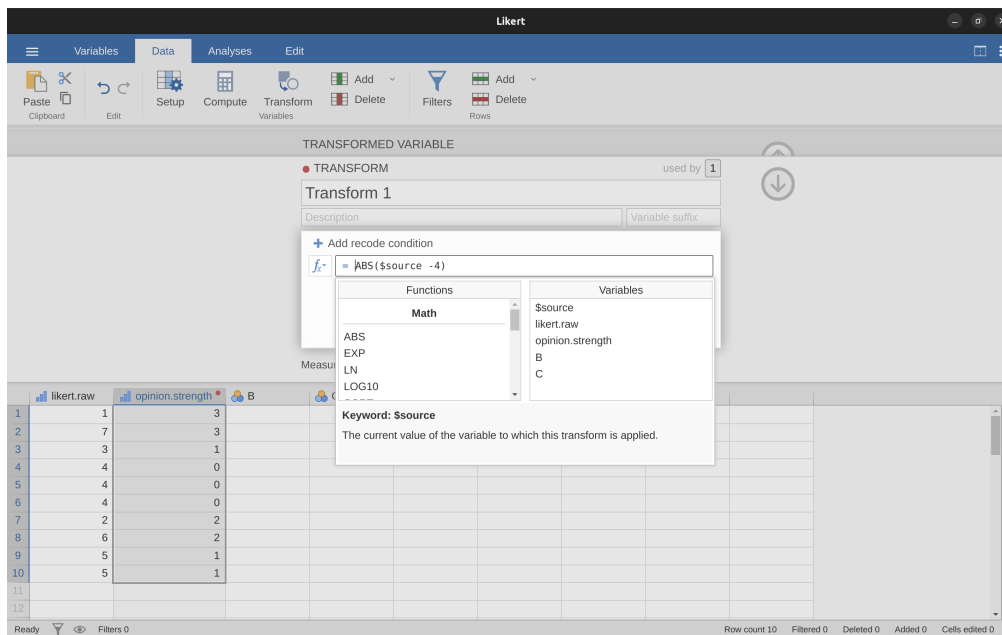 Likert
Variables Data Analyses Edit
Paste Setup Compute Transform Add Delete Filters Add Delete
Clipboard Edit Variables Rows
TRANSFORMED VARIABLE
TRANSFORM used by 1
Transform 1
Description Variable suffix
Add recode condition
fx = ABS($source -4)
Functions Variables
Math $source
ABS likert.raw
EXP opinion.strength
LN B
LOG10 C
Keyword: $source
The current value of the variable to which this transform is applied.
likert.raw opinion.strength B
1 1 3
2 7 3
3 3 1
4 4 0
5 4 0
6 4 0
7 2 2
8 6 2
9 5 1
10 5 1
11
12
Ready Filters 0 Row count 10 Filtered 0 Deleted 0 Added 0 Cells edited 0